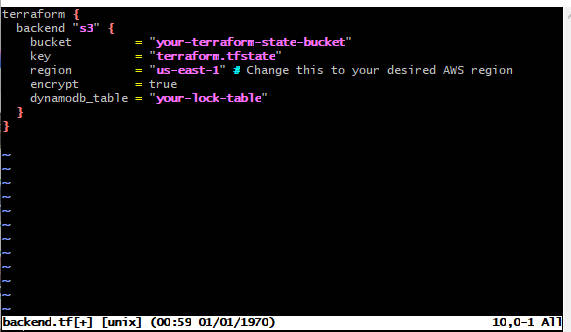 terraform {
  backend "s3" {
    bucket         = "your-terraform-state-bucket"
    key            = "terraform.tfstate"
    region         = "us-east-1" # Change this to your desired AWS region
    encrypt        = true
    dynamodb_table = "your-lock-table"
  }
}
~
~
~
~
~
~
~
~
~
~
~
~
backend.tf[+] [unix] (00:59 01/01/1970) 10,0-1 All